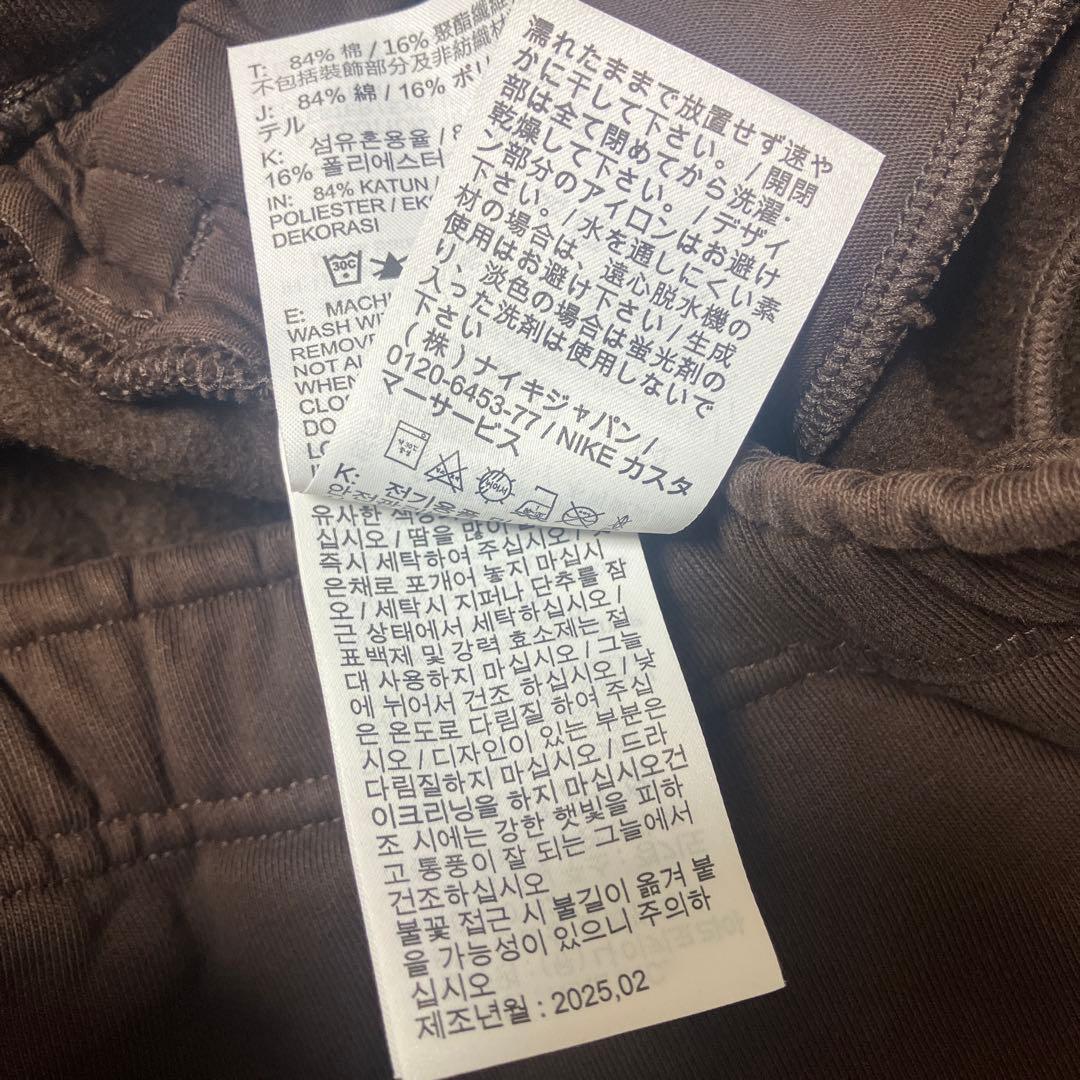 T: 84% 棉 / 16% 聚酯纖維
不包括裝飾部分及非紡織材
J: 84% 綿 / 16% ポリ
テル
K: 섬유혼용율 / 8
16% 폴리에스터
IN: 84% KATUN /
POLIESTER / EK
DEKORASI
30C
E: MACHI
WASH WI
REMOVE
NOT AL
WHEN
CLO
DO
LO
濡れたままで放置せず速や
かに干して下さい。/ 開閉
部は全て閉めてから洗濯・
乾燥して下さい。/ デザイ
ン部分のアイロンはお避け
下さい。/ 水を通しにくい素
材の場合は、遠心脱水機の
使用はお避け下さい / 生成
り、淡色の場合は蛍光剤の
入った洗剤は使用しないで
下さい
(株) ナイキジャパン /
0120-6453-77 / NIKE カスタ
マーサービス
K: 전기용품
유사한 색상
십시오 / 땀을 많이
즉시 세탁하여 주십시오 / 젖
은채로 포개어 놓지 마십시
오 / 세탁시 지퍼나 단추를 잠
근 상태에서 세탁하십시오 /
표백제 및 강력 효소제는 절
대 사용하지 마십시오 / 그늘
에 뉘어서 건조 하십시오 / 낮
은 온도로 다림질 하여 주십
시오 / 디자인이 있는 부분은
다림질하지 마십시오 / 드라
이크리닝을 하지 마십시오건
조 시에는 강한 햇빛을 피하
고 통풍이 잘 되는 그늘에서
건조하십시오
불꽃 접근 시 불길이 옮겨 붙
을 가능성이 있으니 주의하
십시오
제조년월 : 2025,02